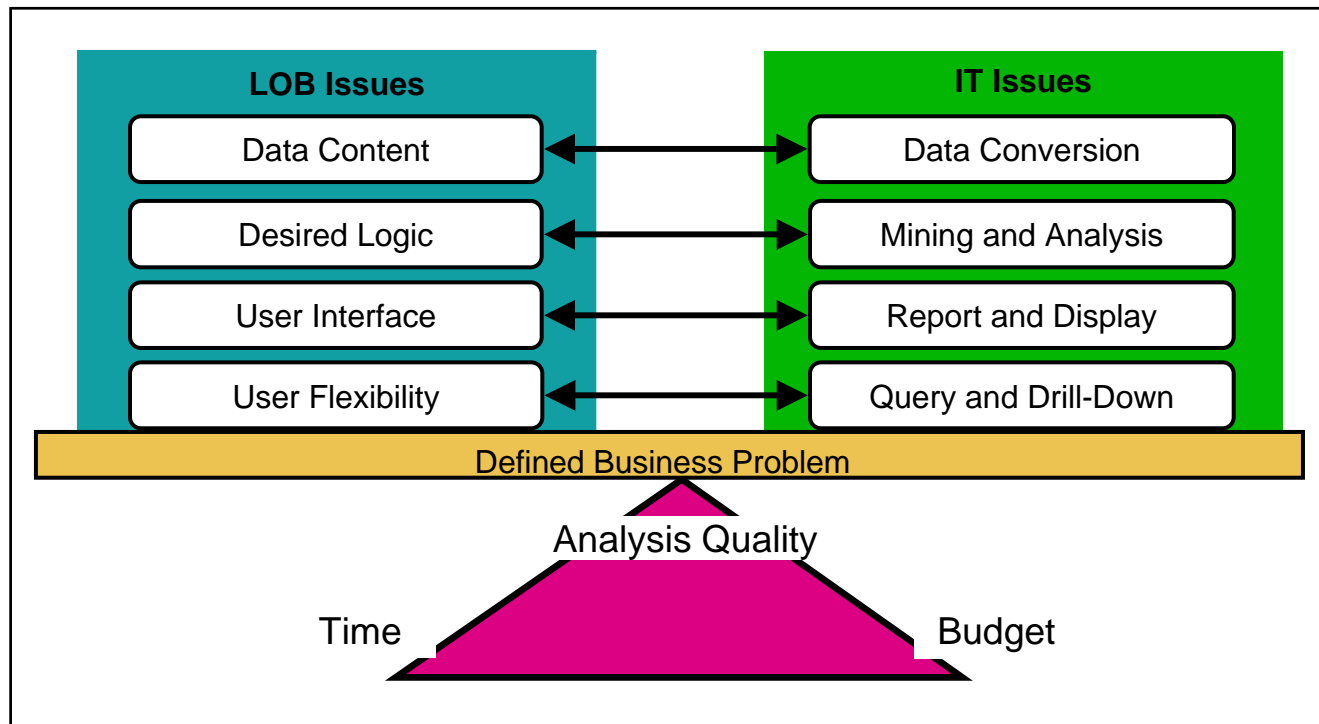 LOB Issues
IT Issues
Data Content
Data Conversion
Desired Logic
Mining and Analysis
User Interface
Report and Display
User Flexibility
Query and Drill-Down
Defined Business Problem
Analysis Quality
Time
Budget